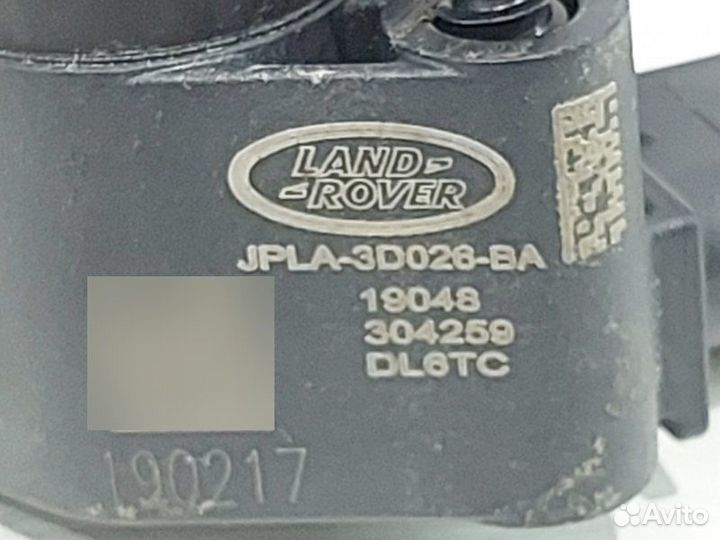 LAND
ROVER
JPLA-3D026-BA
19048
304259
DL6TC
190217
Avito